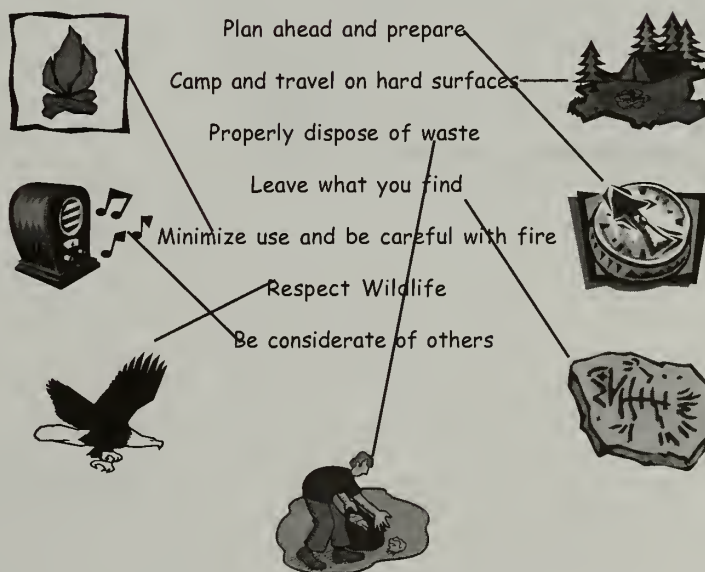 Plan ahead and prepare
Camp and travel on hard surfaces
Properly dispose of waste
Leave what you find
Minimize use and be careful with fire
Respect Wildlife
Be considerate of others